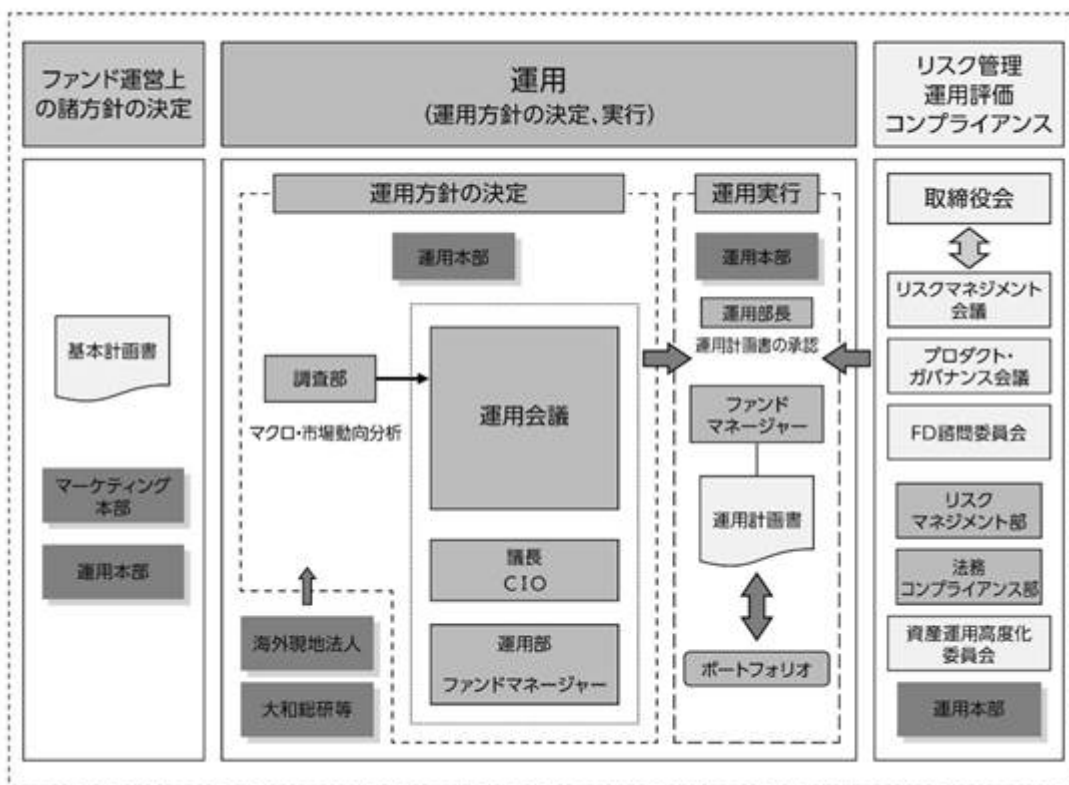 ファンド運営上
の諸方針の決定
運用
(運用方針の決定、実行)
リスク管理
運用評価
コンプライアンス
基本計画書
マーケティング
本部
運用本部
運用方針の決定
運用本部
調査部
マクロ・市場動向分析
運用会議
議長
CIO
運用部
ファンドマネージャー
海外現地法人
大和総研等
運用実行
運用本部
運用部長
運用計画書の承認
ファンド
マネージャー
運用計画書
ポートフォリオ
取締役会
リスクマネジメント
会議
プロダクト・
ガバナンス会議
FD諮問委員会
リスク
マネジメント部
法務
コンプライアンス部
資産運用高度化
委員会
運用本部